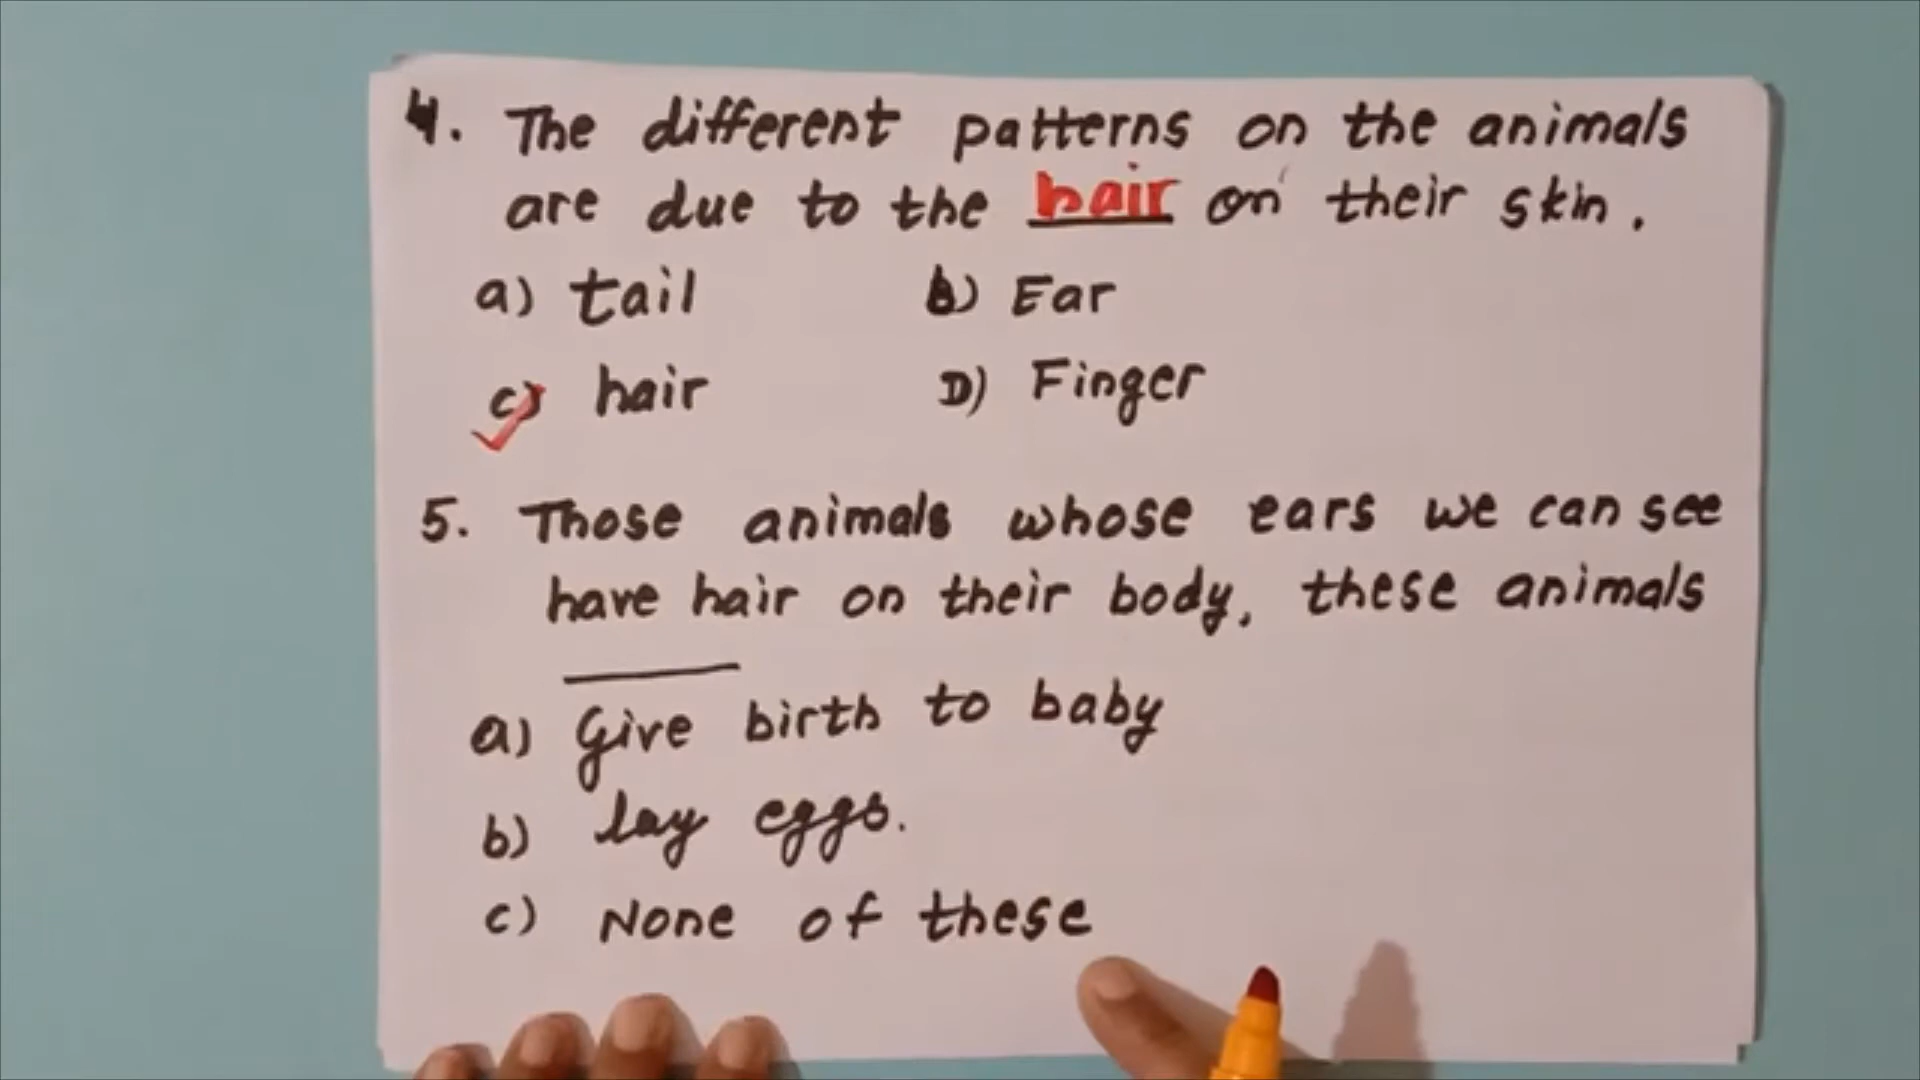 4. The different patterns on the animals
are due to the hair on their skin.
a) tail b) Ear
c) hair D) Finger
5. Those animals whose ears we can see
have hair on their body, these animals
______
a) Give birth to baby
b) lay eggs.
c) None of these